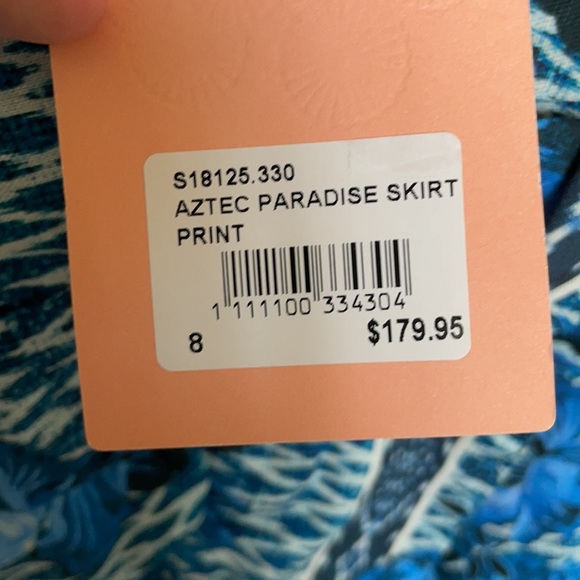 S18125.330
AZTEC PARADISE SKIRT
PRINT
1 111100 334304
8 $179.95